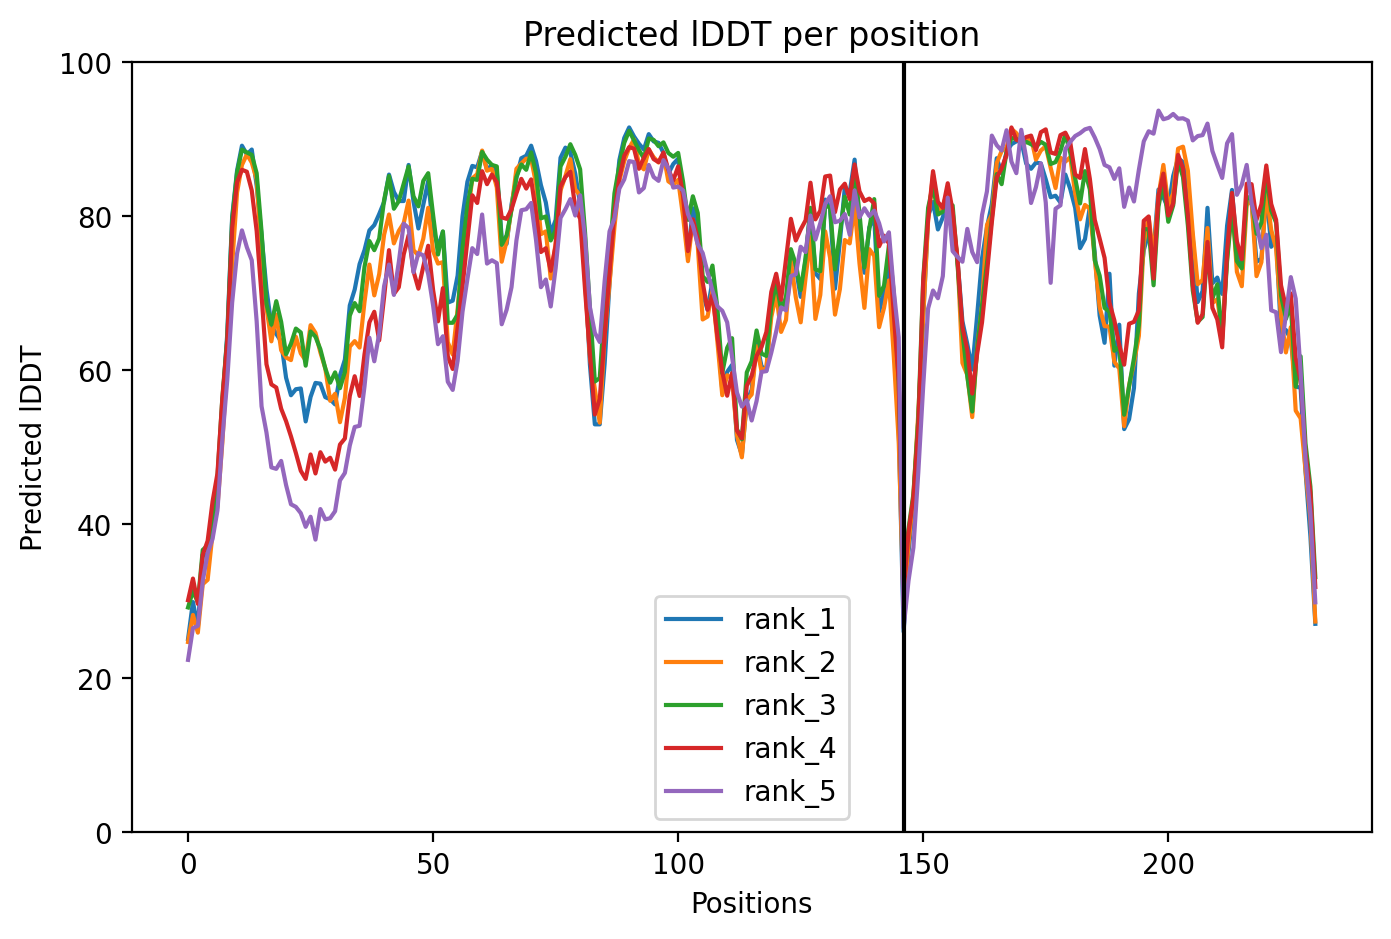 Predicted lDDT per position
100
80
60
40
20
0
Predicted lDDT
rank_1
rank_2
rank_3
rank_4
rank_5
0 50 100 150 200
Positions